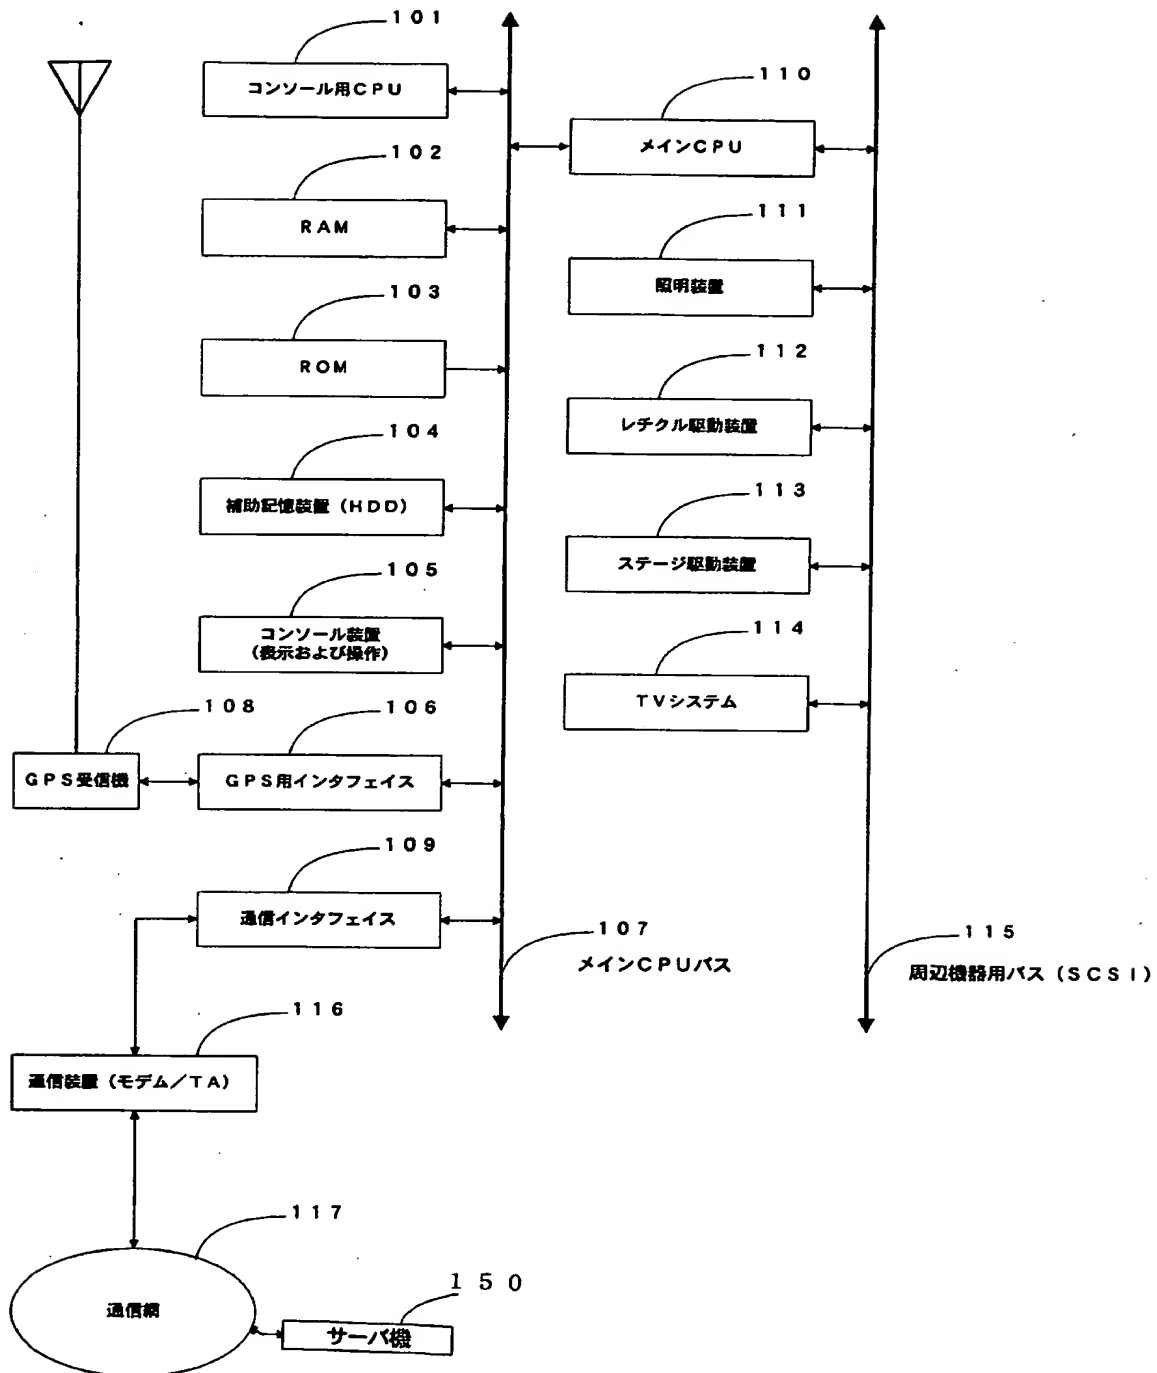 101
コンソール用CPU
110
メインCPU
102
RAM
111
照明装置
103
ROM
112
レチクル駆動装置
104
補助記憶装置(HDD)
113
ステージ駆動装置
105
コンソール装置
(表示および操作)
114
TVシステム
108
GPS受信機
106
GPS用インタフェイス
109
通信インタフェイス
107
メインCPUバス
115
周辺機器用バス(SCSI)
116
通信装置(モデム/TA)
117
通信網
150
サーバ機